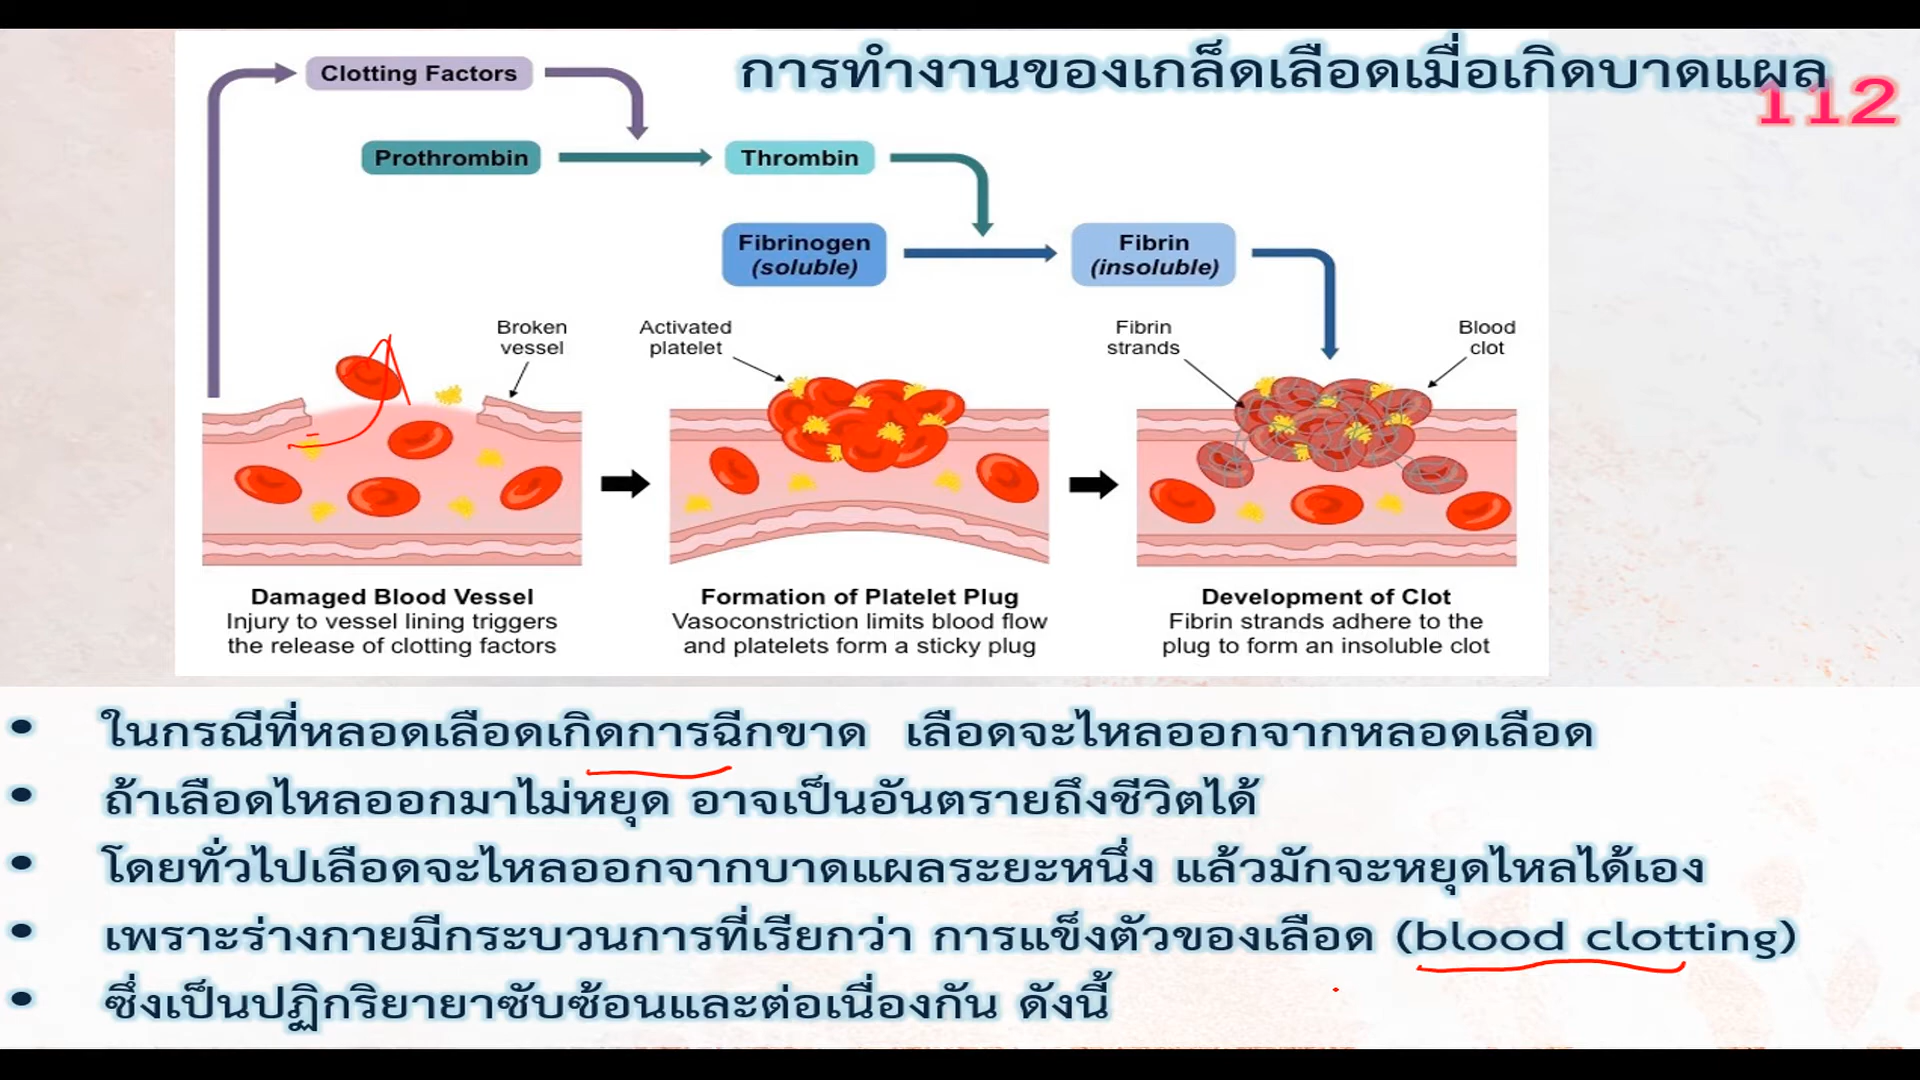 การทำงานของเกล็ดเลือดเมื่อเกิดบาดแผล
112
Clotting Factors
Prothrombin
Thrombin
Fibrinogen
(soluble)
Fibrin
(insoluble)
Broken
vessel
Activated
platelet
Fibrin
strands
Blood
clot
Damaged Blood Vessel
Injury to vessel lining triggers
the release of clotting factors
Formation of Platelet Plug
Vasoconstriction limits blood flow
and platelets form a sticky plug
Development of Clot
Fibrin strands adhere to the
plug to form an insoluble clot
• ในกรณีที่หลอดเลือดเกิดการฉีกขาด เลือดจะไหลออกจากหลอดเลือด
• ถ้าเลือดไหลออกมาไม่หยุด อาจเป็นอันตรายถึงชีวิตได้
• โดยทั่วไปเลือดจะไหลออกจากบาดแผลระยะหนึ่ง แล้วมักจะหยุดไหลได้เอง
• เพราะร่างกายมีกระบวนการที่เรียกว่า การแข็งตัวของเลือด (blood clotting)
• ซึ่งเป็นปฏิกริยายาซับซ้อนและต่อเนื่องกัน ดังนี้